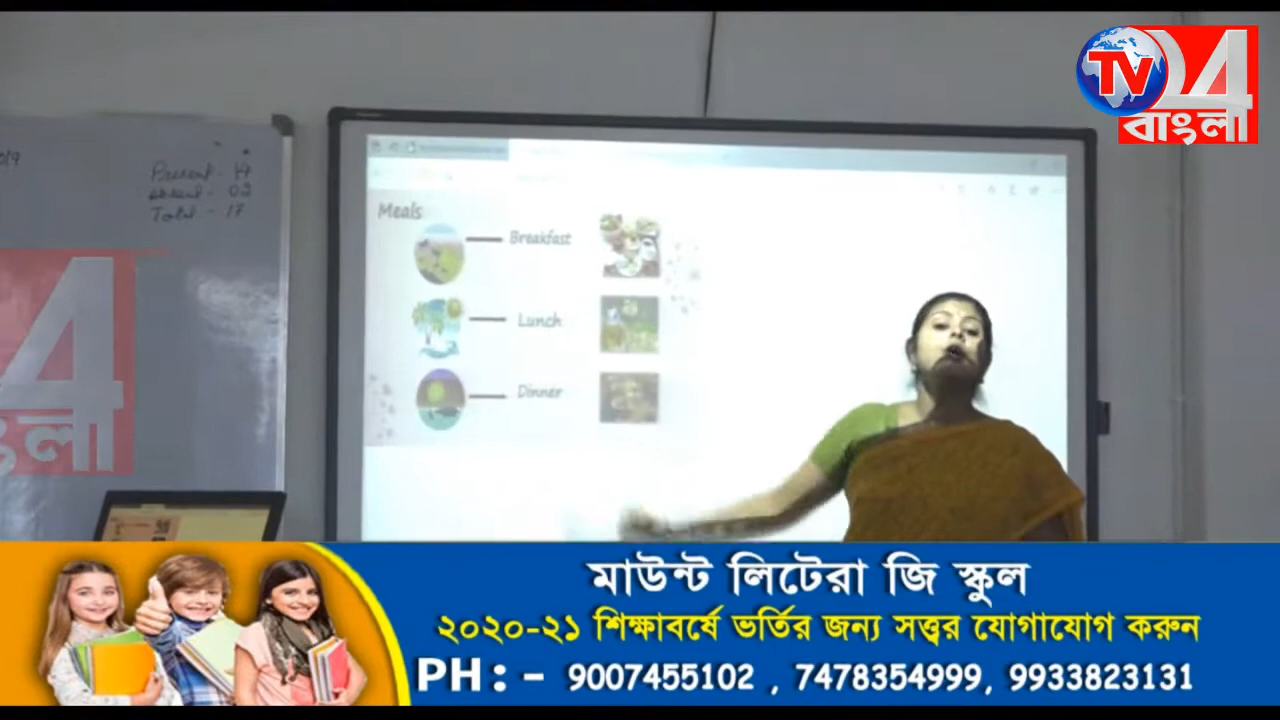 TV 24
বাংলা
Present - 14
Absent - 03
Total - 17
Meals
Breakfast
Lunch
Dinner
মাউন্ট লিটেরা জি স্কুল
২০২০-২১ শিক্ষাবর্ষে ভর্তির জন্য সত্ত্বর যোগাযোগ করুন
PH : - 9007455102 , 7478354999, 9933823131